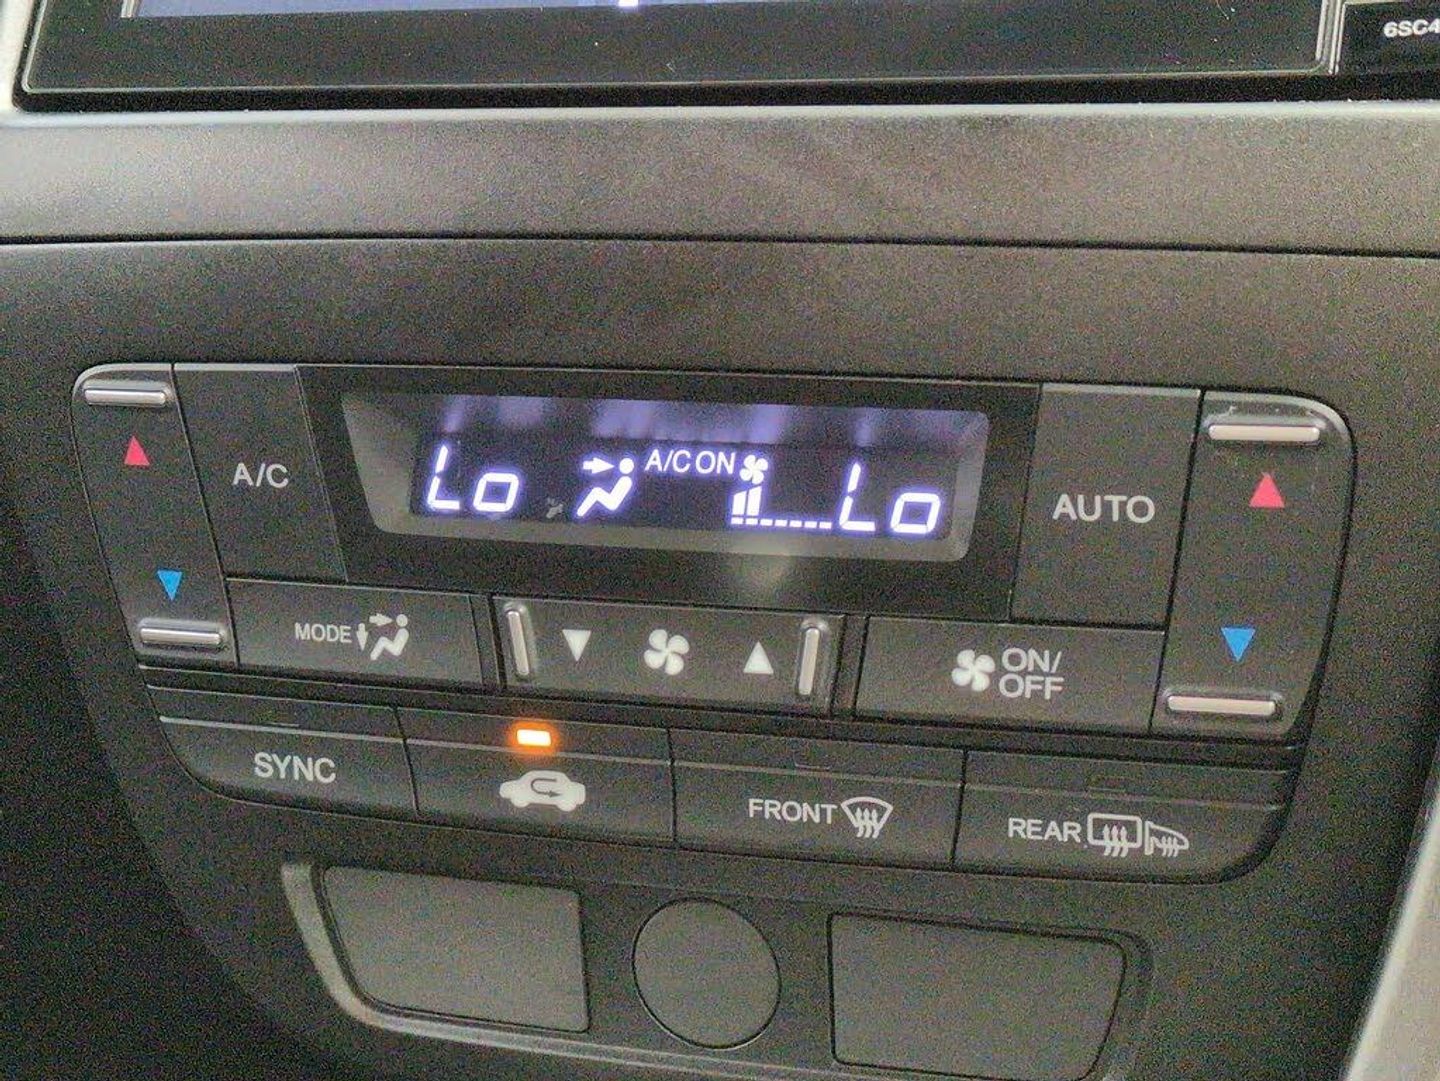 6SC4
Lo A/C ON Lo
A/C
AUTO
MODE
ON/
OFF
SYNC
FRONT
REAR